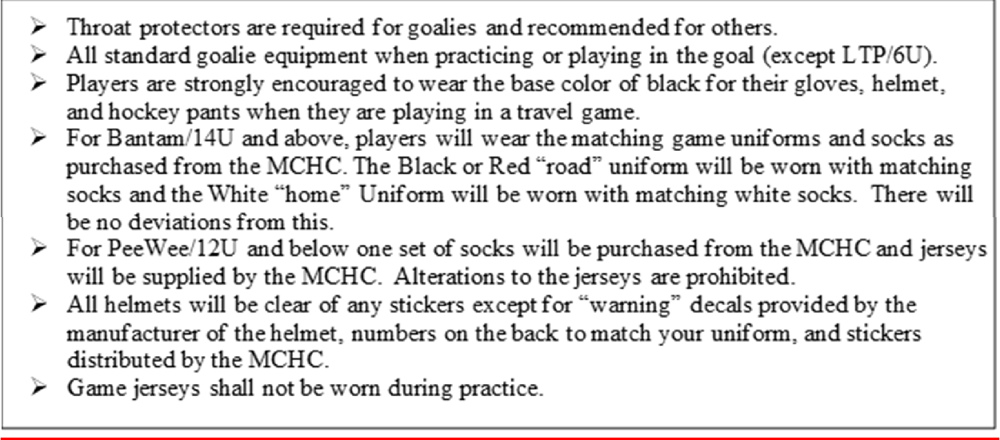 ➢ Throat protectors are required for goalies and recommended for others.
➢ All standard goalie equipment when practicing or playing in the goal (except LTP/6U).
➢ Players are strongly encouraged to wear the base color of black for their gloves, helmet,
and hockey pants when they are playing in a travel game.
➢ For Bantam/14U and above, players will wear the matching game uniforms and socks as
purchased from the MCHC. The Black or Red “road” uniform will be worn with matching
socks and the White “home” Uniform will be worn with matching white socks.  There will
be no deviations from this.
➢ For PeeWee/12U and below one set of socks will be purchased from the MCHC and jerseys
will be supplied by the MCHC.  Alterations to the jerseys are prohibited.
➢ All helmets will be clear of any stickers except for “warning” decals provided by the
manufacturer of the helmet, numbers on the back to match your uniform, and stickers
distributed by the MCHC.
➢ Game jerseys shall not be worn during practice.